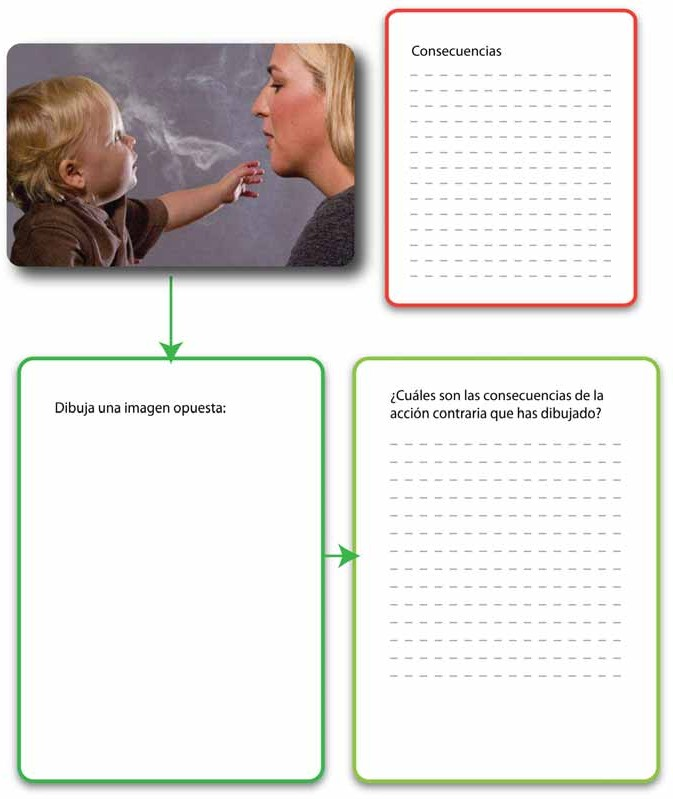 Consecuencias
Dibuja una imagen opuesta:
¿Cuáles son las consecuencias de la
acción contraria que has dibujado?